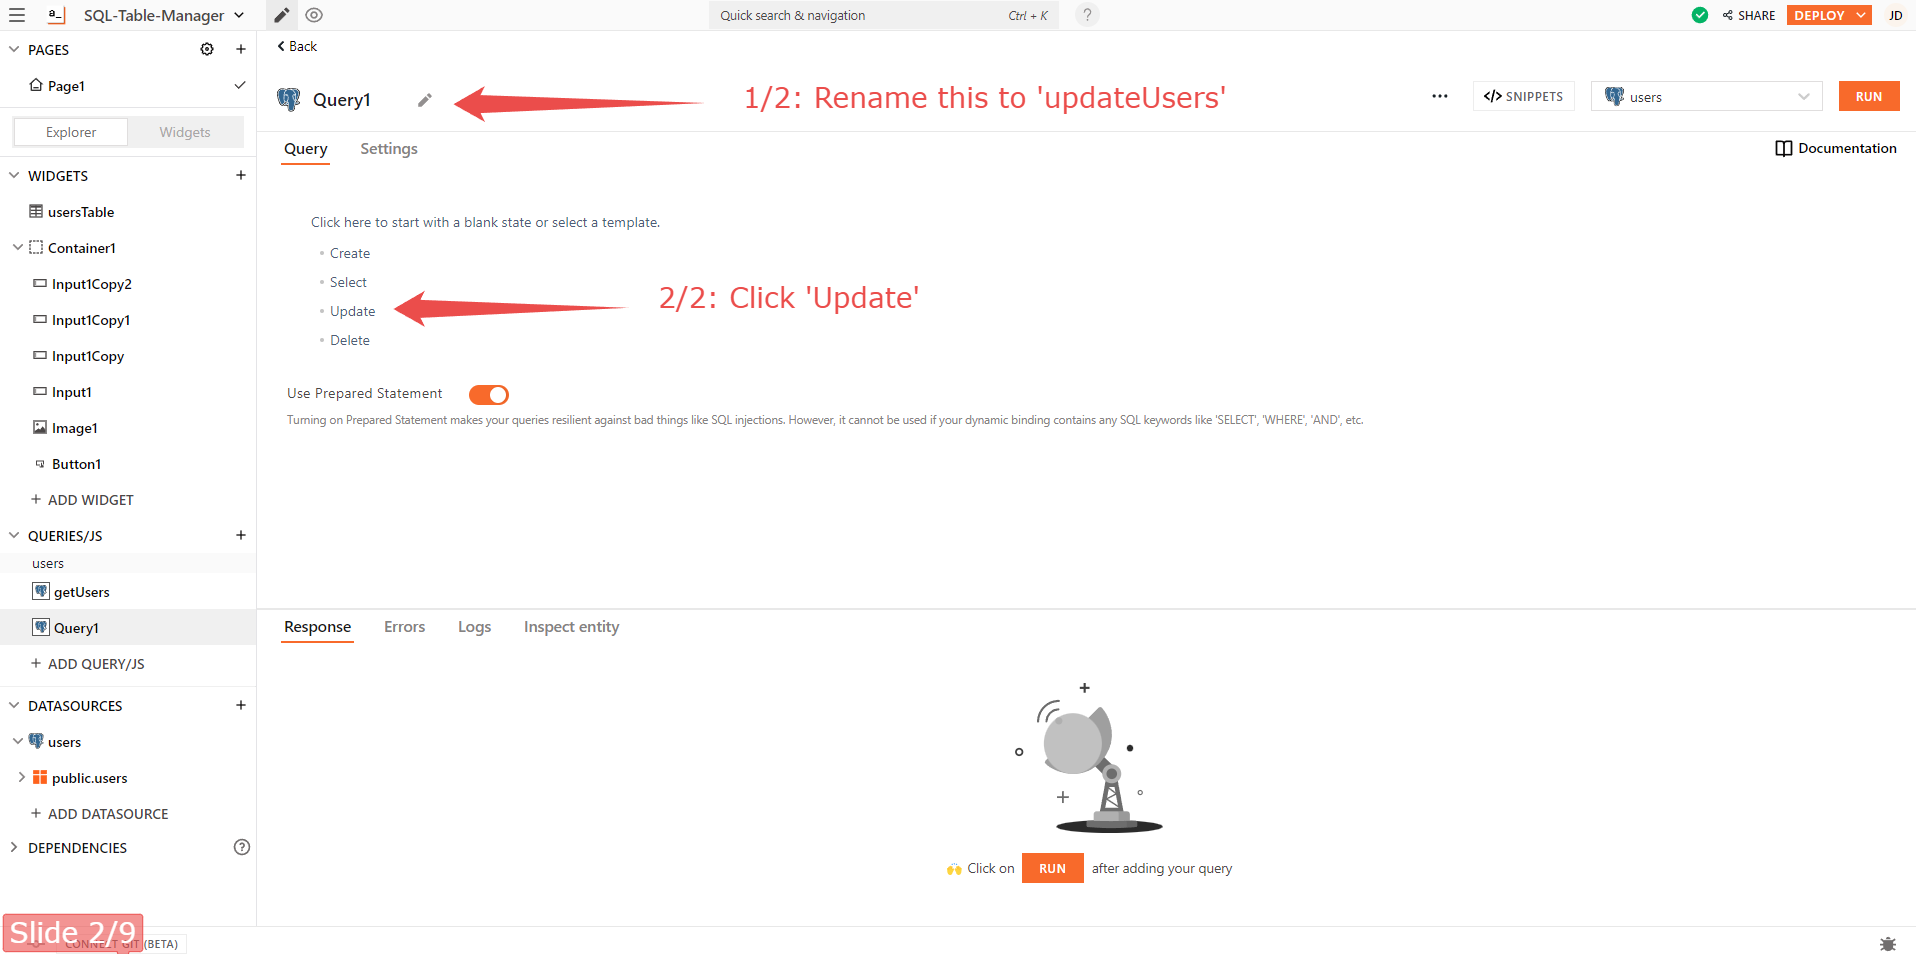 a_
SQL-Table-Manager
Quick search & navigation
Ctrl + K
?
SHARE
DEPLOY
JD
PAGES
Page1
Explorer
Widgets
WIDGETS
usersTable
Container1
Input1Copy2
Input1Copy1
Input1Copy
Input1
Image1
Button1
ADD WIDGET
QUERIES/JS
users
getUsers
Query1
ADD QUERY/JS
DATASOURCES
users
public.users
ADD DATASOURCE
DEPENDENCIES
?
Back
Query1
1/2: Rename this to 'updateUsers'
</> SNIPPETS
users
RUN
Query
Settings
Documentation
Click here to start with a blank state or select a template.
Create
Select
Update
Delete
2/2: Click 'Update'
Use Prepared Statement
Turning on Prepared Statement makes your queries resilient against bad things like SQL injections. However, it cannot be used if your dynamic binding contains any SQL keywords like 'SELECT', 'WHERE', 'AND', etc.
Response
Errors
Logs
Inspect entity
Click on RUN after adding your query
Slide 2/9
CONNECT GIT (BETA)